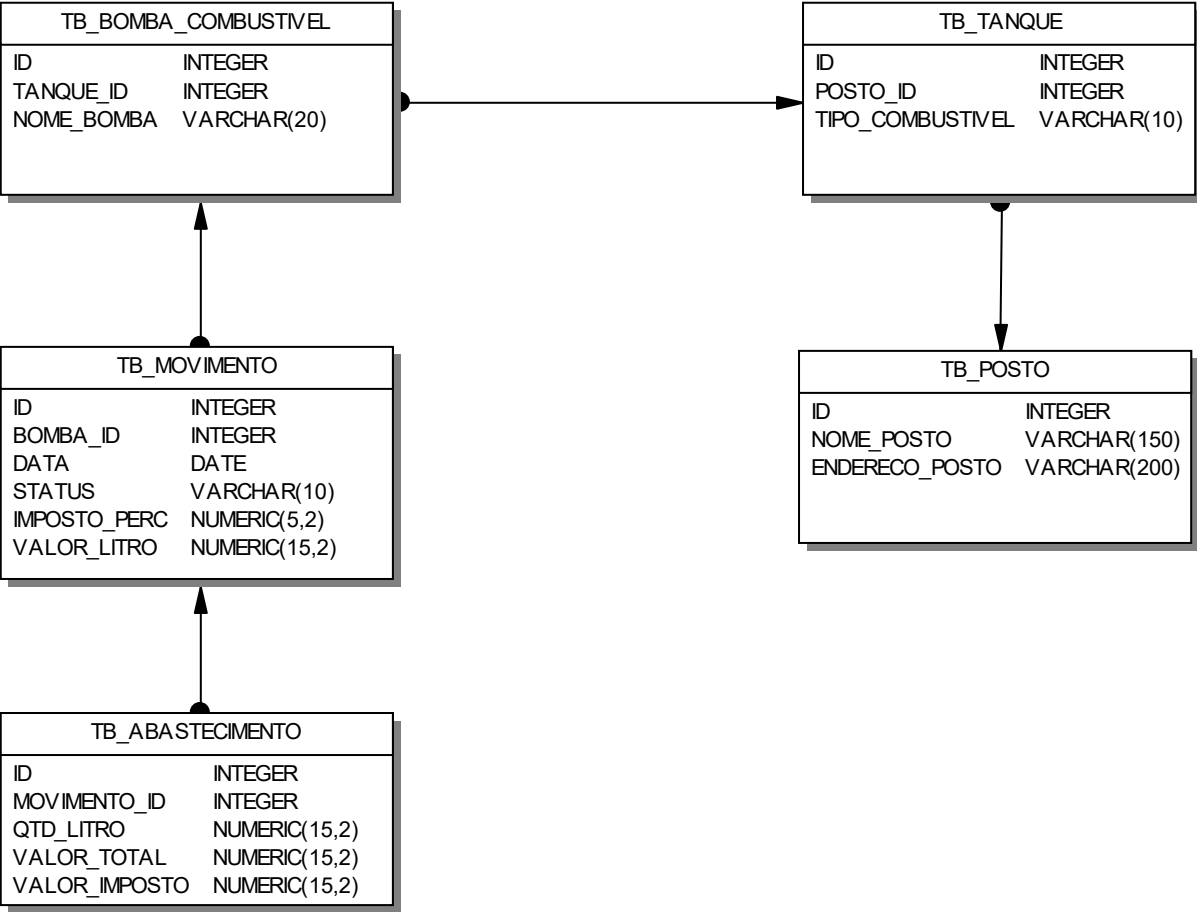 TB_BOMBA_COMBUSTIVEL
ID INTEGER
TANQUE_ID INTEGER
NOME_BOMBA VARCHAR(20)
TB_TANQUE
ID INTEGER
POSTO_ID INTEGER
TIPO_COMBUSTIVEL VARCHAR(10)
TB_MOVIMENTO
ID INTEGER
BOMBA_ID INTEGER
DATA DATE
STATUS VARCHAR(10)
IMPOSTO_PERC NUMERIC(5,2)
VALOR_LITRO NUMERIC(15,2)
TB_POSTO
ID INTEGER
NOME_POSTO VARCHAR(150)
ENDERECO_POSTO VARCHAR(200)
TB_ABASTECIMENTO
ID INTEGER
MOVIMENTO_ID INTEGER
QTD_LITRO NUMERIC(15,2)
VALOR_TOTAL NUMERIC(15,2)
VALOR_IMPOSTO NUMERIC(15,2)